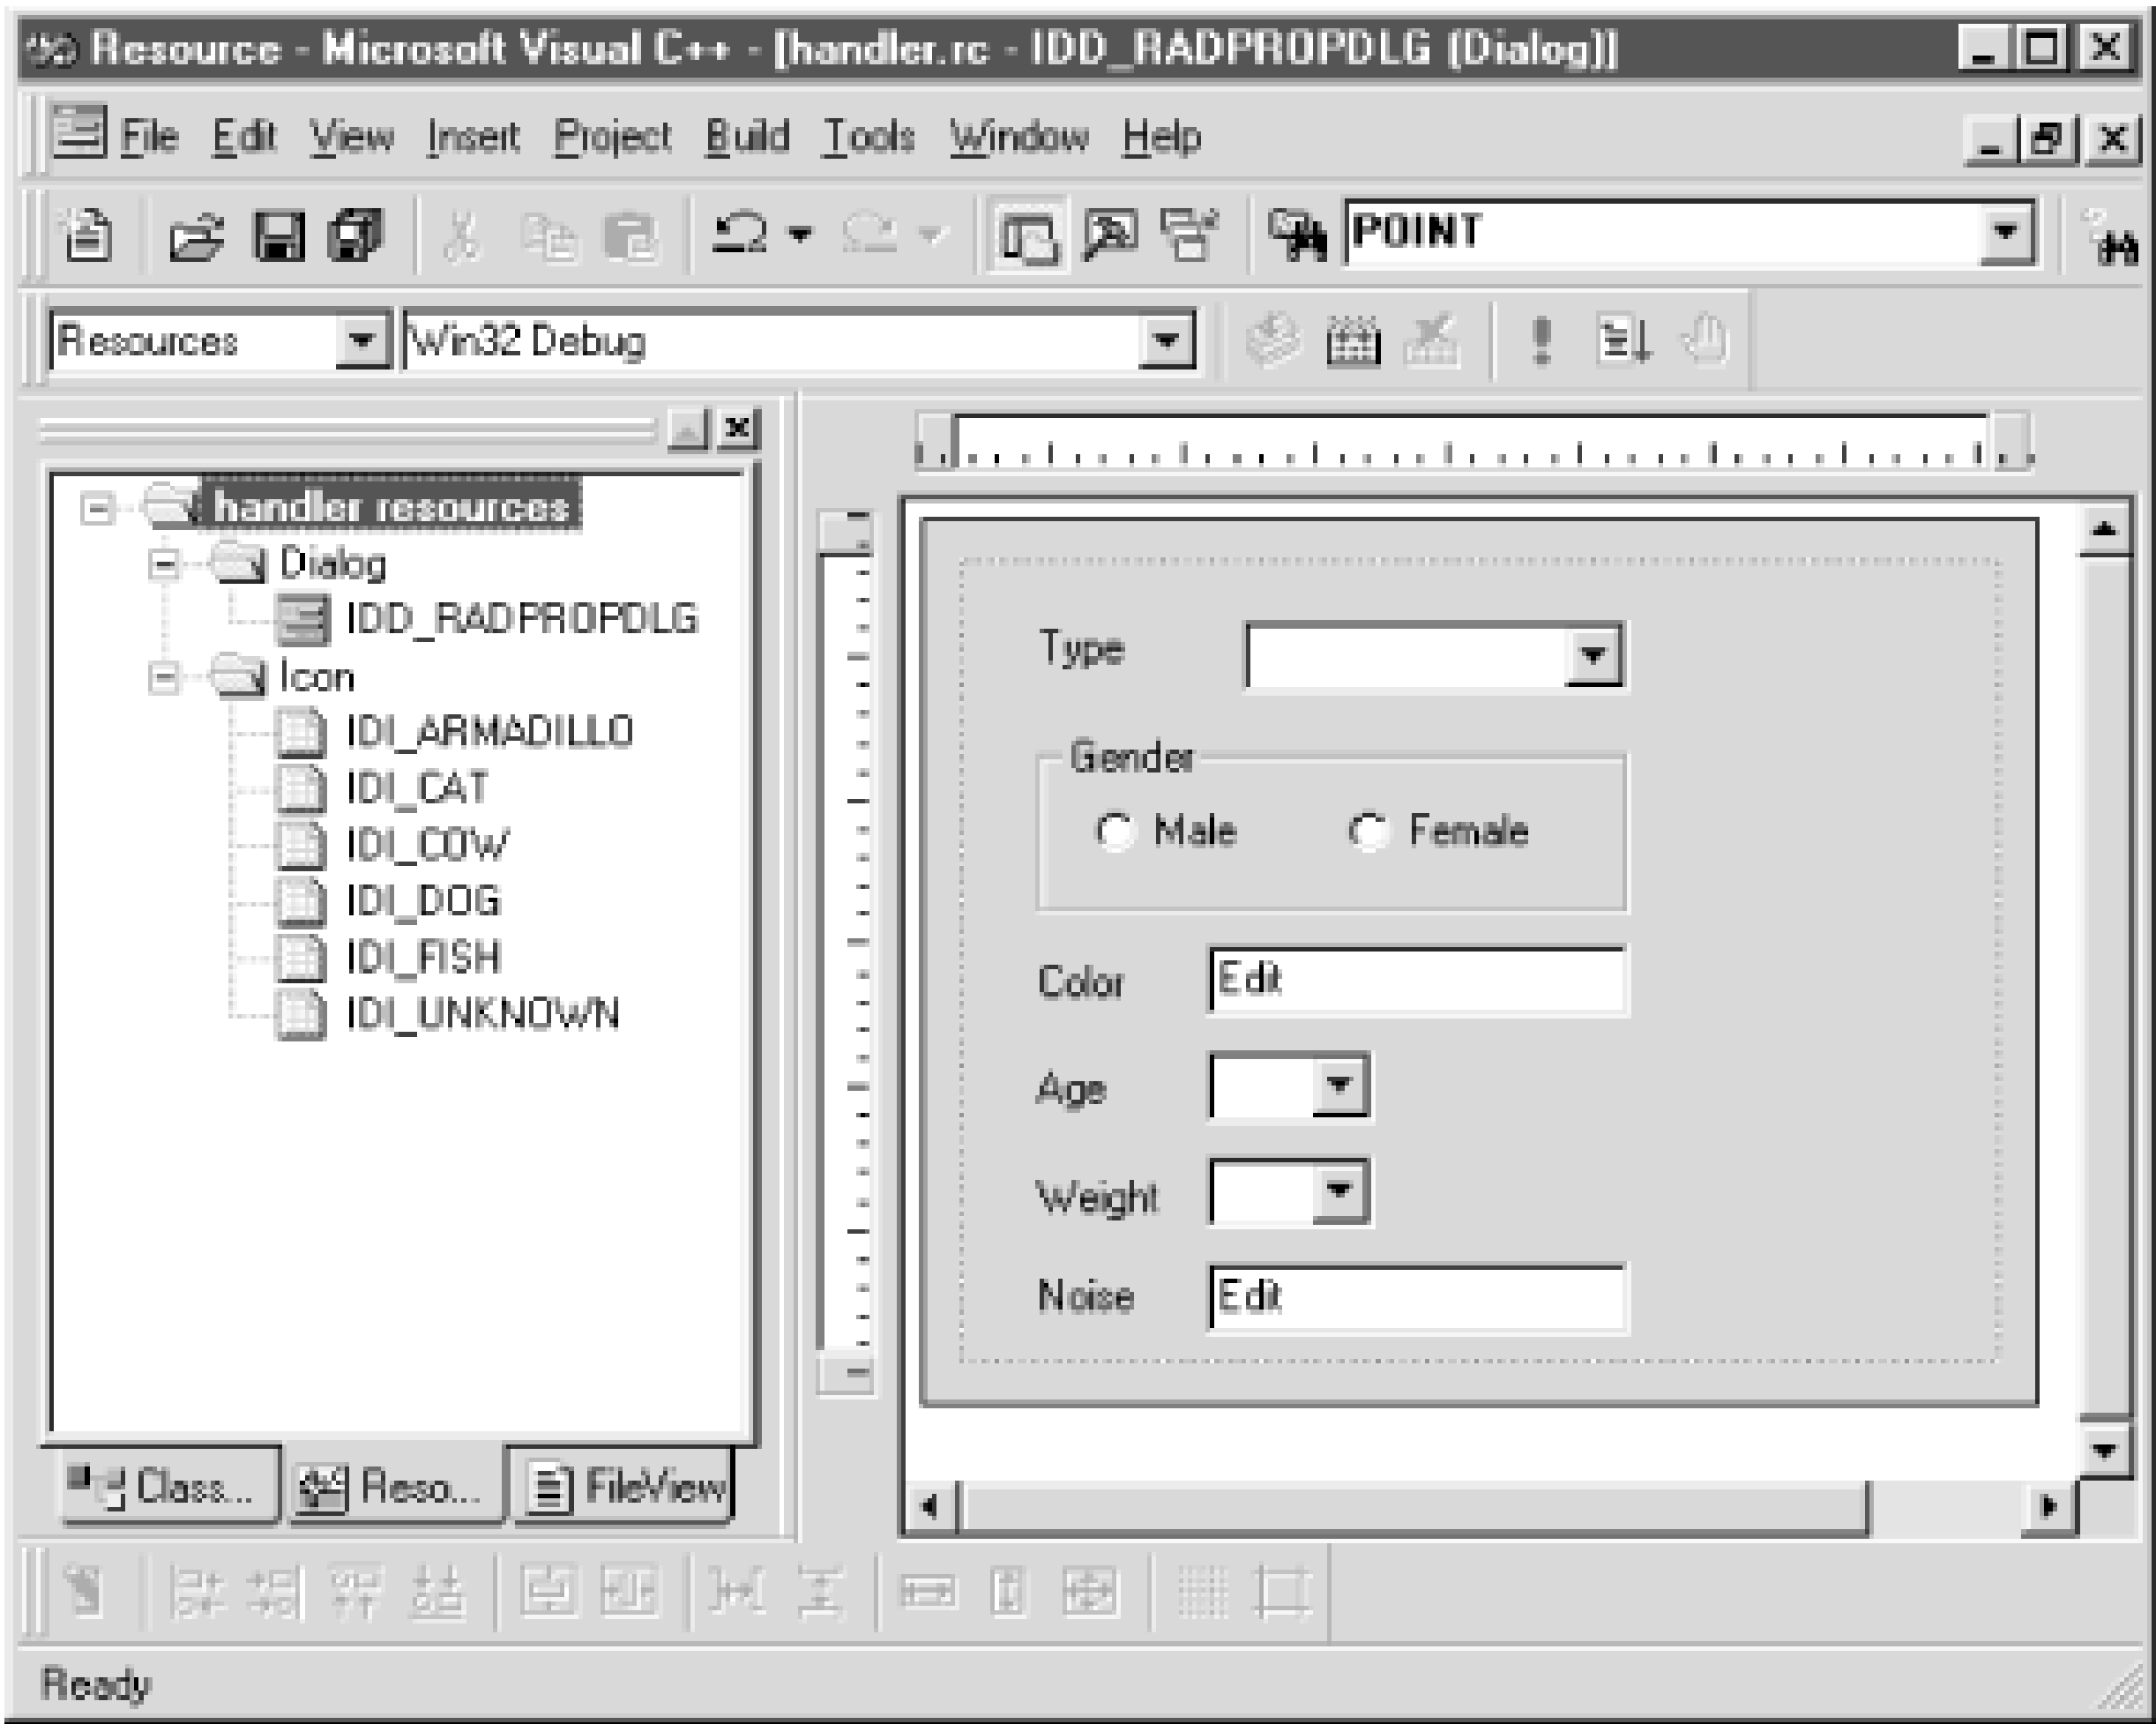 Resource - Microsoft Visual C++ - [handler.rc - IDD_RADPROPDLG (Dialog)]
File Edit View Insert Project Build Tools Window Help
POINT
Resources Win32 Debug
handler resources
Dialog
IDD_RADPROPDLG
Icon
IDI_ARMADILLO
IDI_CAT
IDI_COW
IDI_DOG
IDI_FISH
IDI_UNKNOWN
Class... Reso... FileView
Type
Gender
Male Female
Color Edit
Age
Weight
Noise Edit
Ready